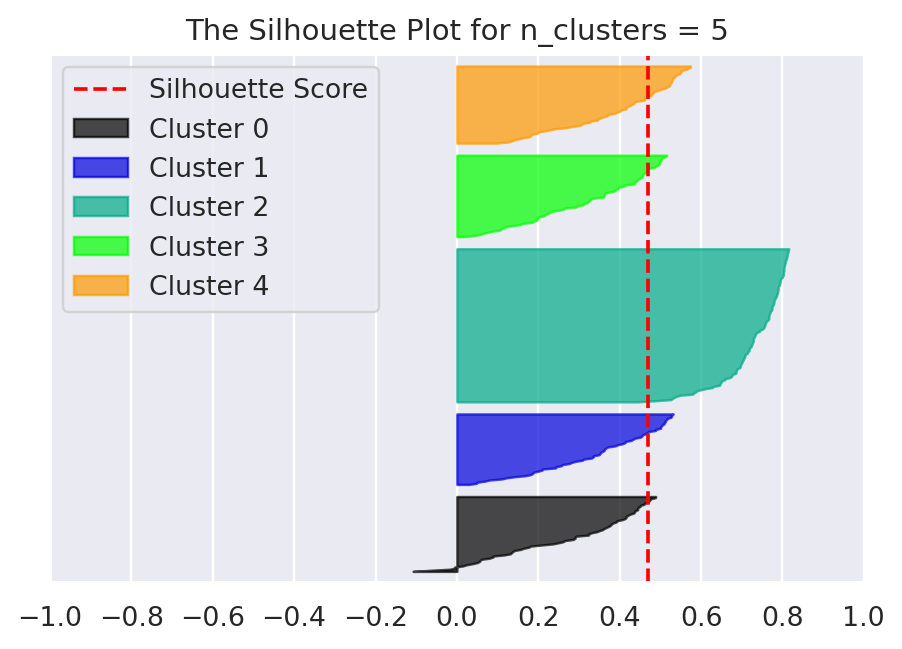 The Silhouette Plot for n_clusters = 5
Silhouette Score
Cluster 0
Cluster 1
Cluster 2
Cluster 3
Cluster 4
−1.0 −0.8 −0.6 −0.4 −0.2 0.0 0.2 0.4 0.6 0.8 1.0